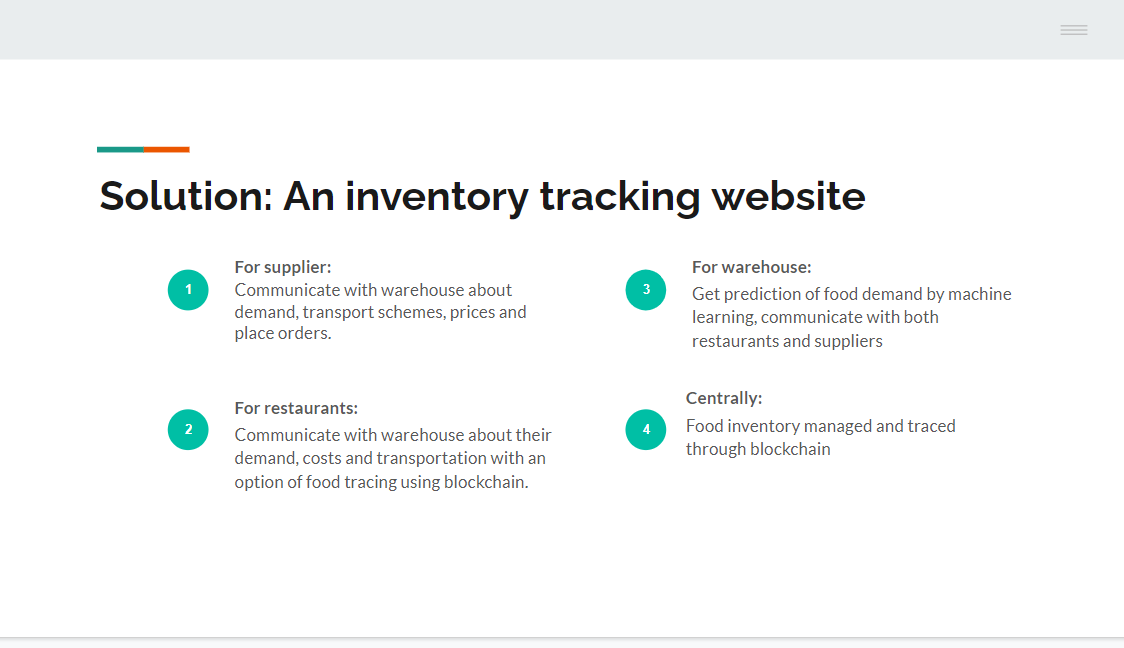 Solution: An inventory tracking website
1
For supplier:
Communicate with warehouse about
demand, transport schemes, prices and
place orders.
2
For restaurants:
Communicate with warehouse about their
demand, costs and transportation with an
option of food tracing using blockchain.
3
For warehouse:
Get prediction of food demand by machine
learning, communicate with both
restaurants and suppliers
4
Centrally:
Food inventory managed and traced
through blockchain